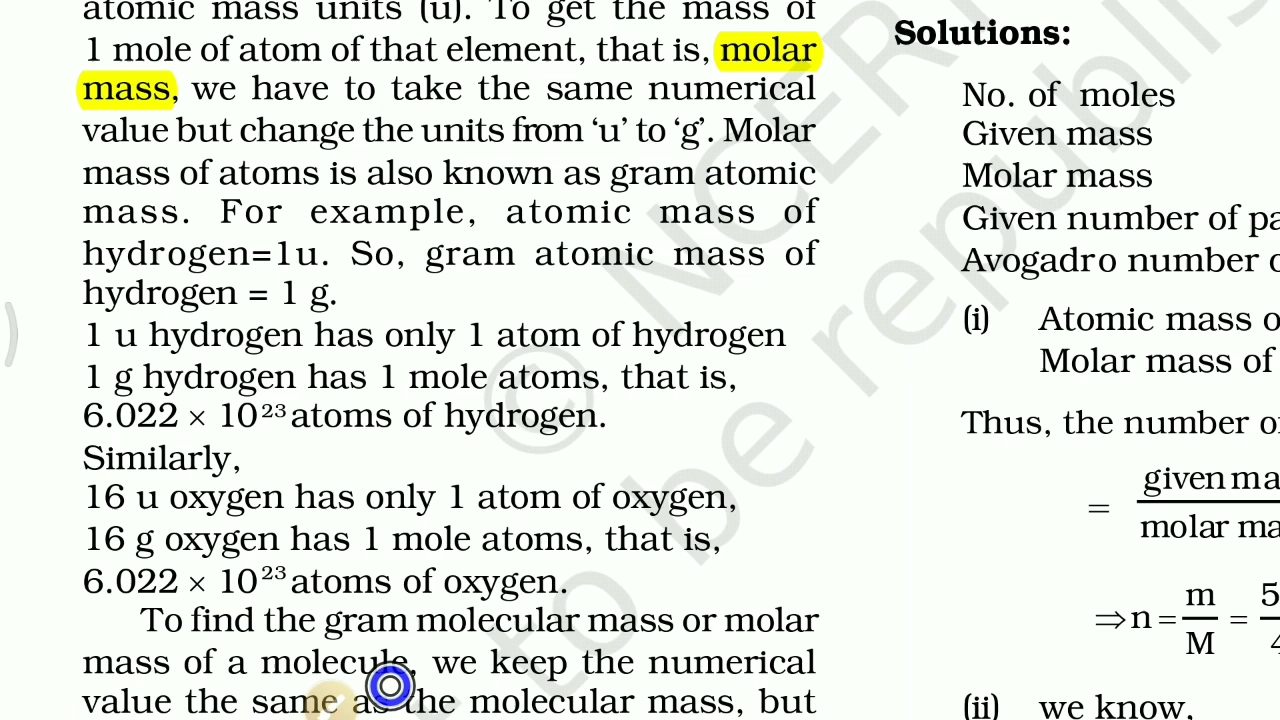 atomic mass units (u). To get the mass of
1 mole of atom of that element, that is, molar
mass, we have to take the same numerical
value but change the units from ‘u’ to ‘g’. Molar
mass of atoms is also known as gram atomic
mass. For example, atomic mass of
hydrogen=1u. So, gram atomic mass of
hydrogen = 1 g.
1 u hydrogen has only 1 atom of hydrogen
1 g hydrogen has 1 mole atoms, that is,
6.022 × 10²³ atoms of hydrogen.
Similarly,
16 u oxygen has only 1 atom of oxygen,
16 g oxygen has 1 mole atoms, that is,
6.022 × 10²³ atoms of oxygen.
To find the gram molecular mass or molar
mass of a molecule, we keep the numerical
value the same as the molecular mass, but
Solutions:
No. of moles
Given mass
Molar mass
Given number of pa
Avogadro number o
(i) Atomic mass o
Molar mass of
Thus, the number o
= given ma
molar ma
⇒ n = m/M = 5/4
(ii) we know,
© NCERT
to be republis